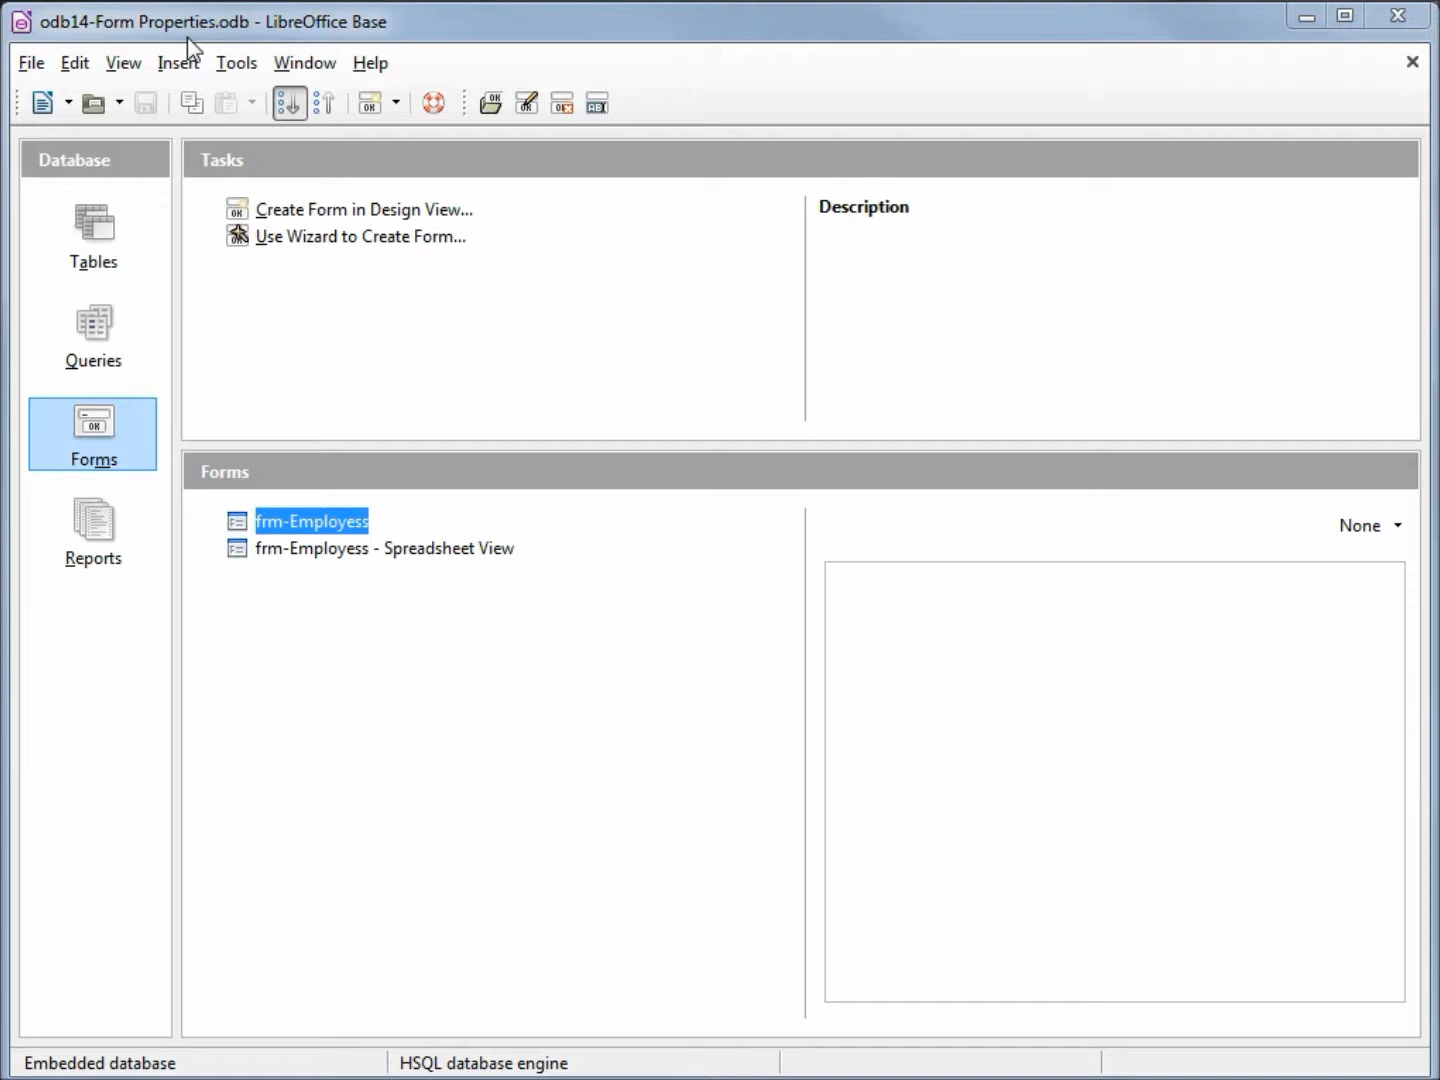 odb14-Form Properties.odb - LibreOffice Base
File Edit View Insert Tools Window Help
Database
Tables
Queries
Forms
Reports
Tasks
Create Form in Design View...
Use Wizard to Create Form...
Description
Forms
frm-Employess
frm-Employess - Spreadsheet View
None
Embedded database
HSQL database engine